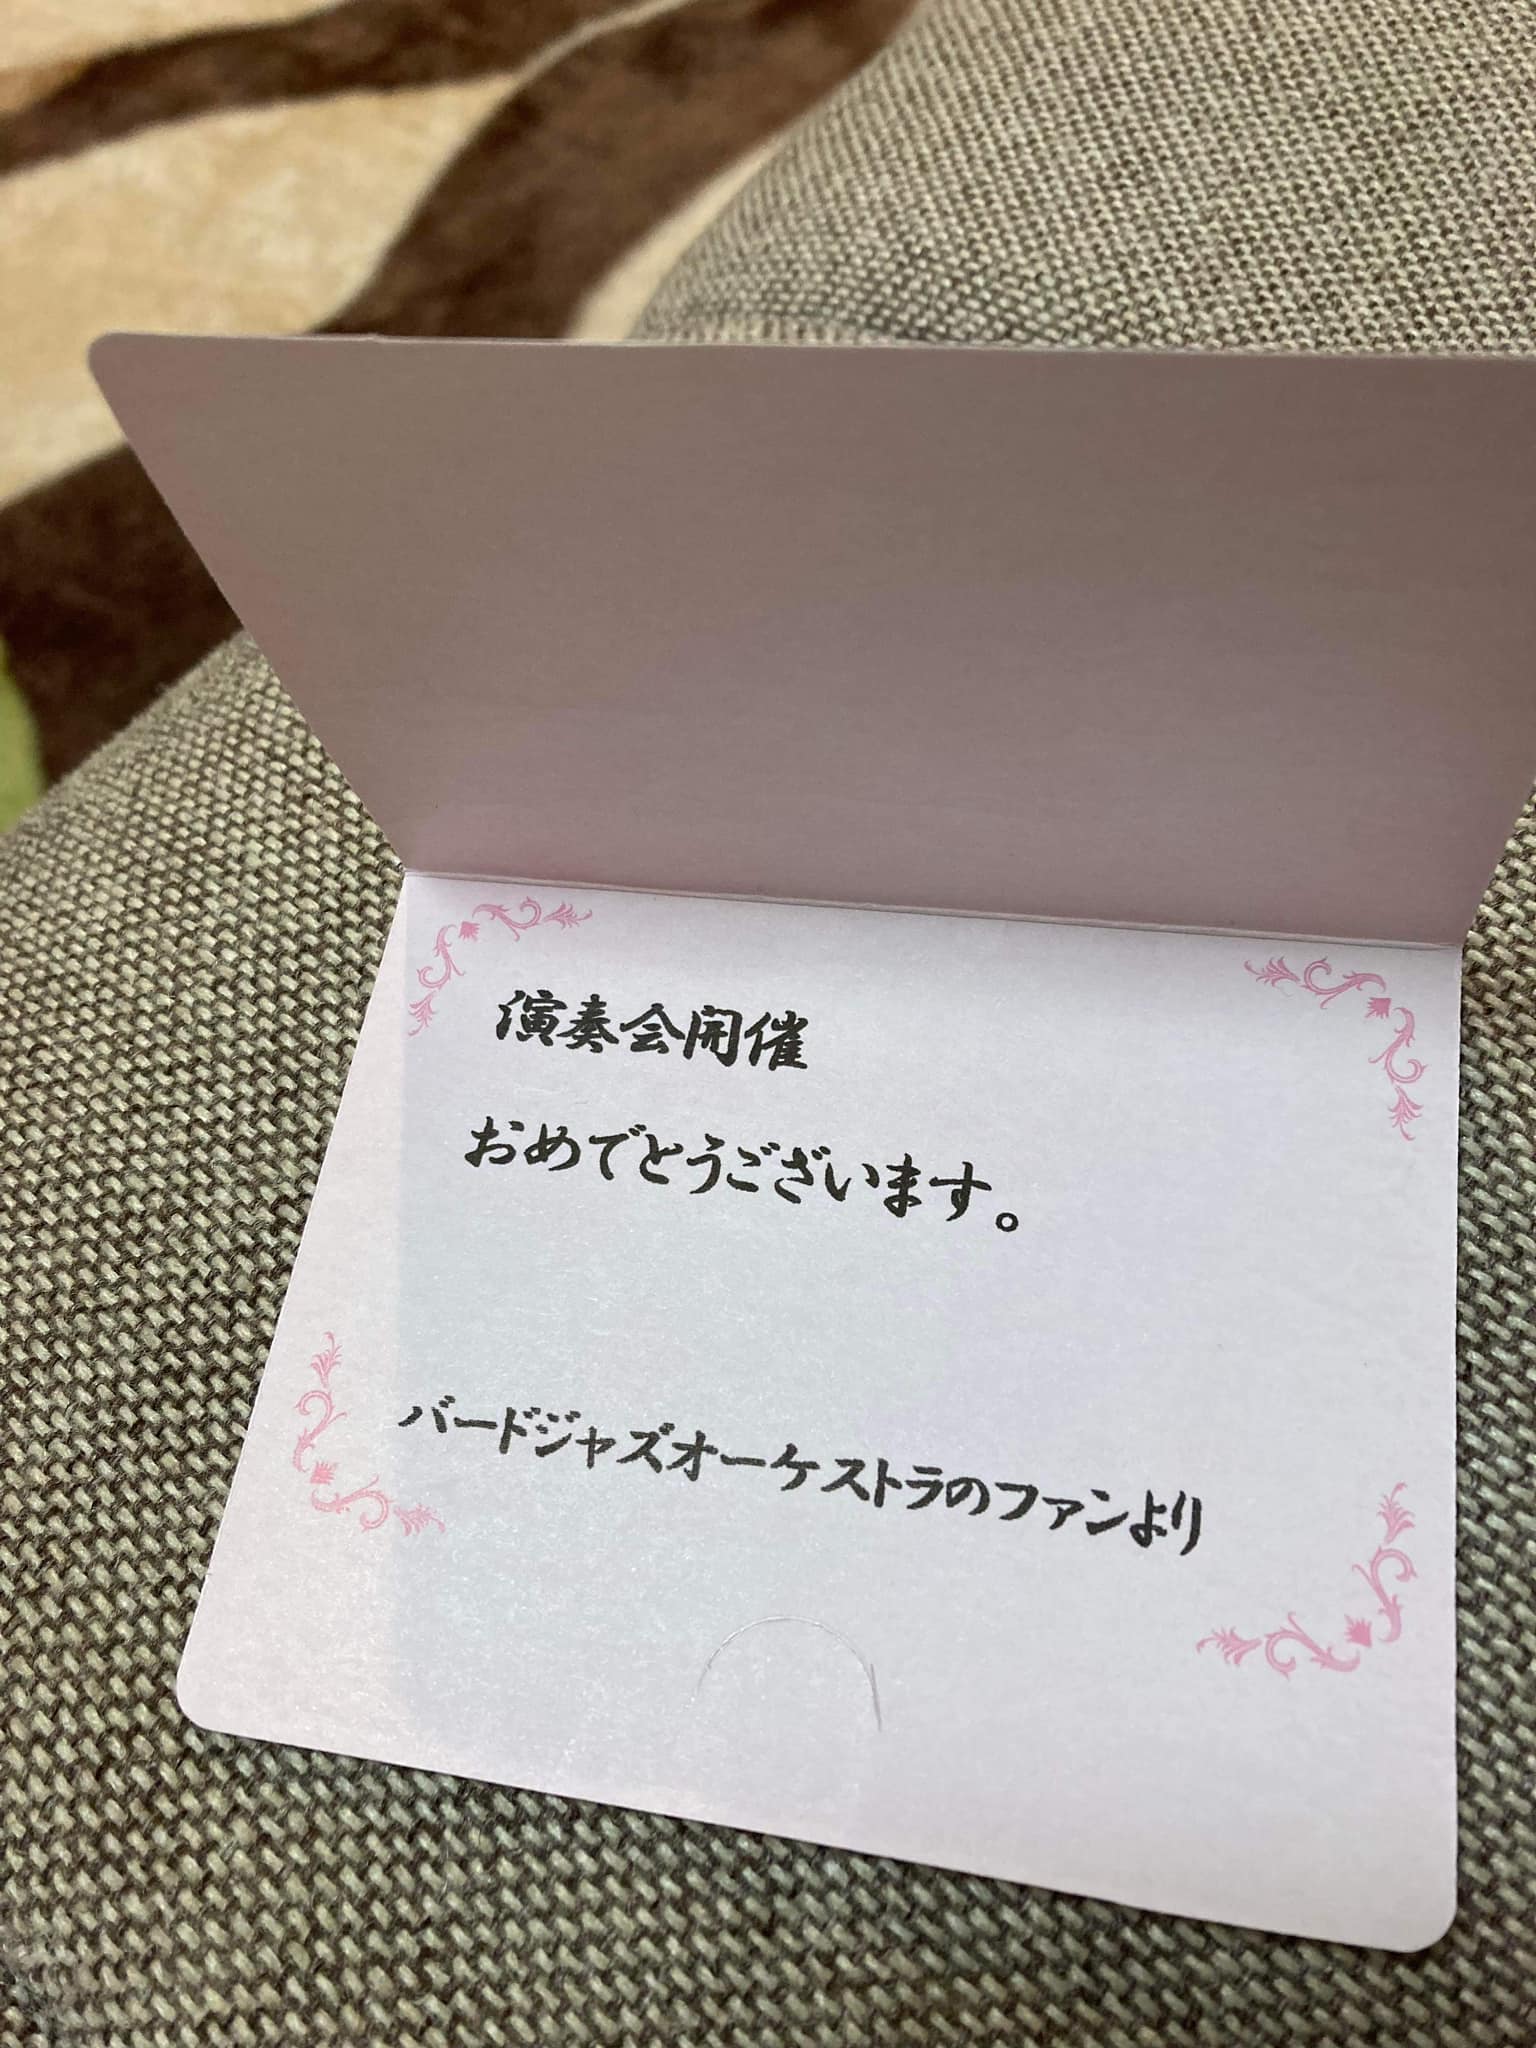 演奏会開催
おめでとうございます。
バードジャズオーケストラのファンより